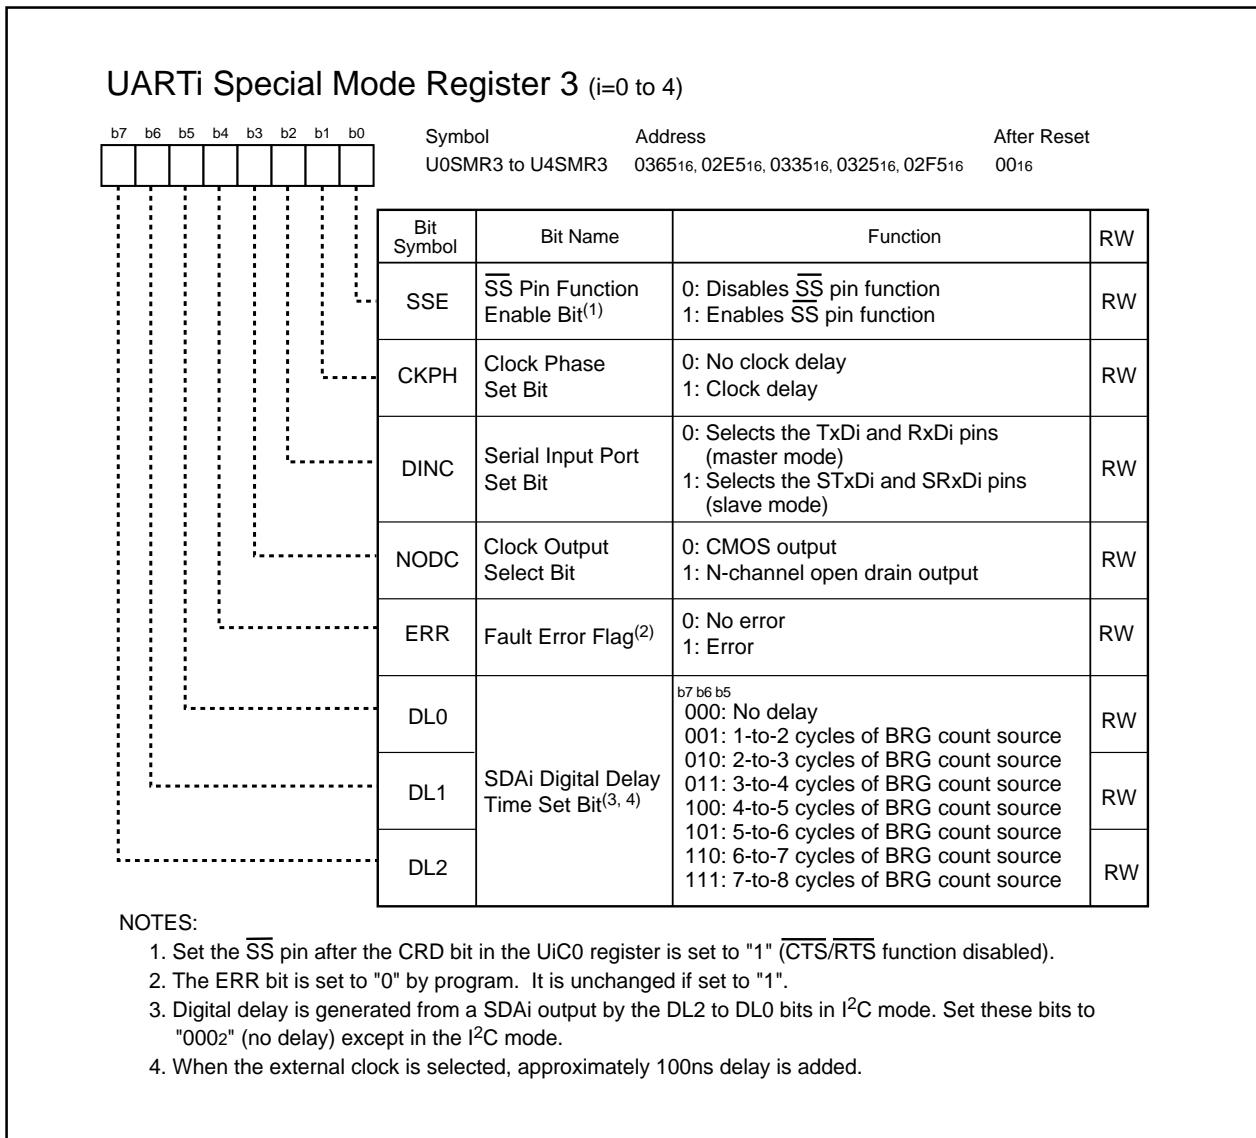 UARTi Special Mode Register 3 (i=0 to 4)
b7 b6 b5 b4 b3 b2 b1 b0
Symbol Address After Reset
U0SMR3 to U4SMR3 036516, 02E516, 033516, 032516, 02F516 0016
Bit Symbol Bit Name Function RW
SSE SS Pin Function Enable Bit(1) 0: Disables SS pin function
1: Enables SS pin function RW
CKPH Clock Phase Set Bit 0: No clock delay
1: Clock delay RW
DINC Serial Input Port Set Bit 0: Selects the TxDi and RxDi pins
(master mode)
1: Selects the STxDi and SRxDi pins
(slave mode) RW
NODC Clock Output Select Bit 0: CMOS output
1: N-channel open drain output RW
ERR Fault Error Flag(2) 0: No error
1: Error RW
DL0 DL1 DL2 SDAi Digital Delay Time Set Bit(3, 4) b7 b6 b5
000: No delay
001: 1-to-2 cycles of BRG count source
010: 2-to-3 cycles of BRG count source
011: 3-to-4 cycles of BRG count source
100: 4-to-5 cycles of BRG count source
101: 5-to-6 cycles of BRG count source
110: 6-to-7 cycles of BRG count source
111: 7-to-8 cycles of BRG count source
RW
RW
RW
NOTES:
1. Set the SS pin after the CRD bit in the UiC0 register is set to "1" (CTS/RTS function disabled).
2. The ERR bit is set to "0" by program. It is unchanged if set to "1".
3. Digital delay is generated from a SDAi output by the DL2 to DL0 bits in I2C mode. Set these bits to
"0002" (no delay) except in the I2C mode.
4. When the external clock is selected, approximately 100ns delay is added.